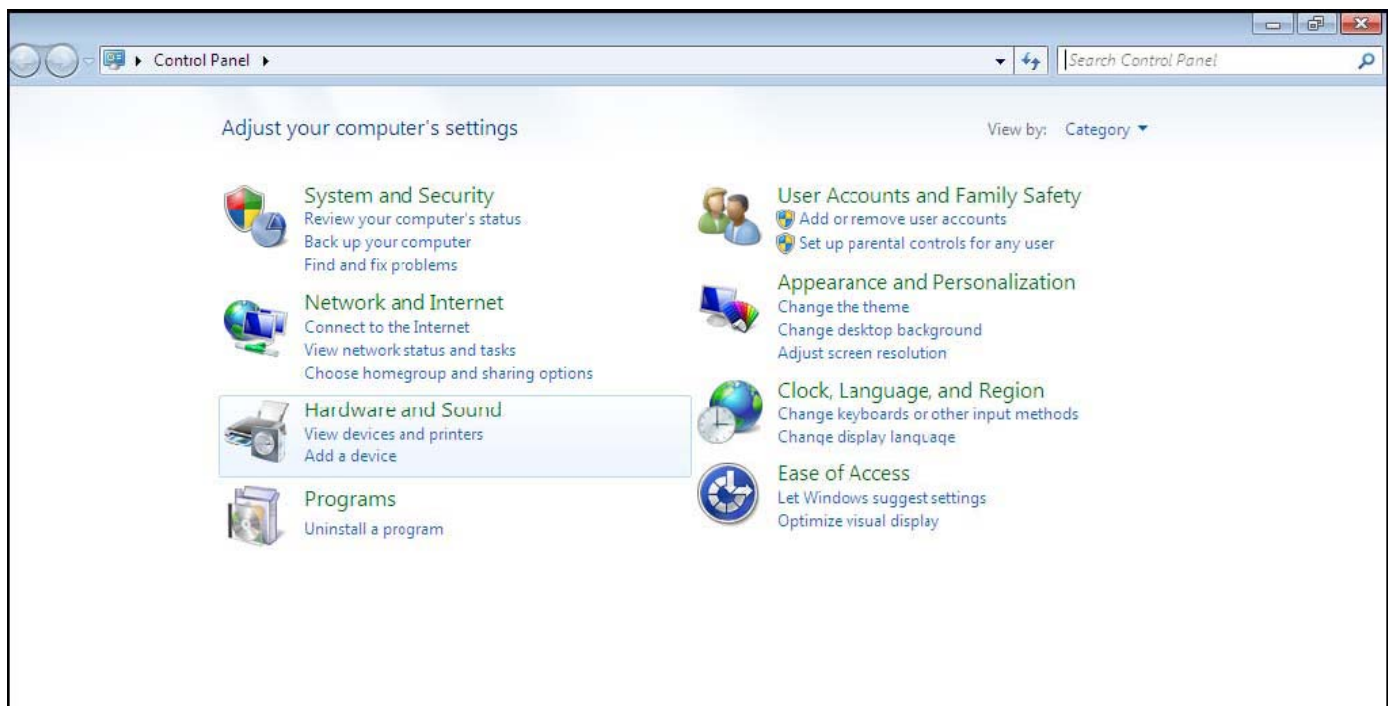 Control Panel
Search Control Panel
Adjust your computer's settings
View by: Category
System and Security
Review your computer's status
Back up your computer
Find and fix problems
Network and Internet
Connect to the Internet
View network status and tasks
Choose homegroup and sharing options
Hardware and Sound
View devices and printers
Add a device
Programs
Uninstall a program
User Accounts and Family Safety
Add or remove user accounts
Set up parental controls for any user
Appearance and Personalization
Change the theme
Change desktop background
Adjust screen resolution
Clock, Language, and Region
Change keyboards or other input methods
Change display language
Ease of Access
Let Windows suggest settings
Optimize visual display